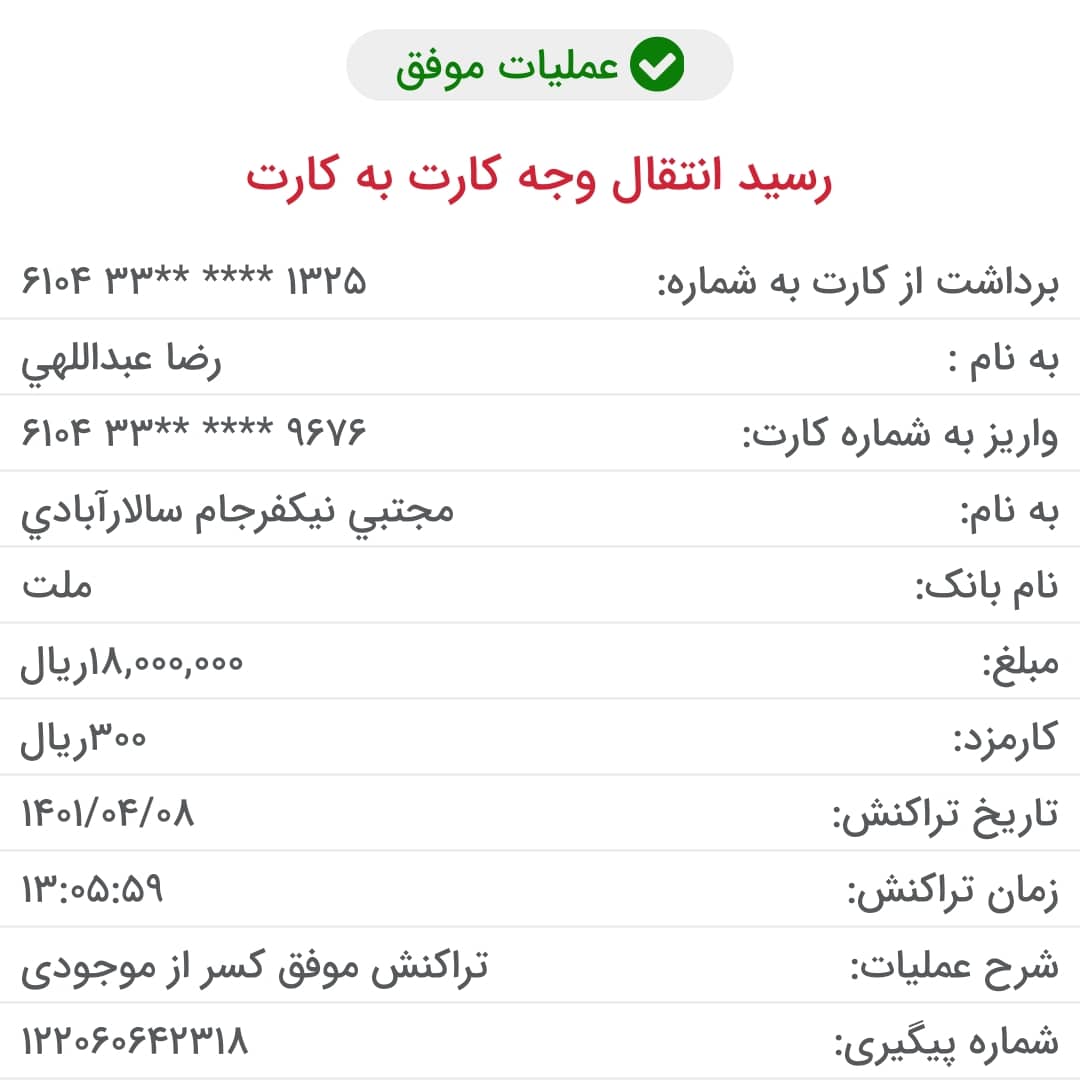 عملیات موفق
رسید انتقال وجه کارت به کارت
برداشت از کارت به شماره: ۶۱۰۴ ۳۳** **** ۱۳۲۵
به نام : رضا عبداللهي
واریز به شماره کارت: ۶۱۰۴ ۳۳** **** ۹۶۷۶
به نام: مجتبي نيکفرجام سالارآبادي
نام بانک: ملت
مبلغ: ۱۸,۰۰۰,۰۰۰ریال
کارمزد: ۳۰۰ریال
تاریخ تراکنش: ۱۴۰۱/۰۴/۰۸
زمان تراکنش: ۱۳:۰۵:۵۹
شرح عملیات: تراکنش موفق کسر از موجودی
شماره پیگیری: ۱۲۲۰۶۰۶۴۲۳۱۸